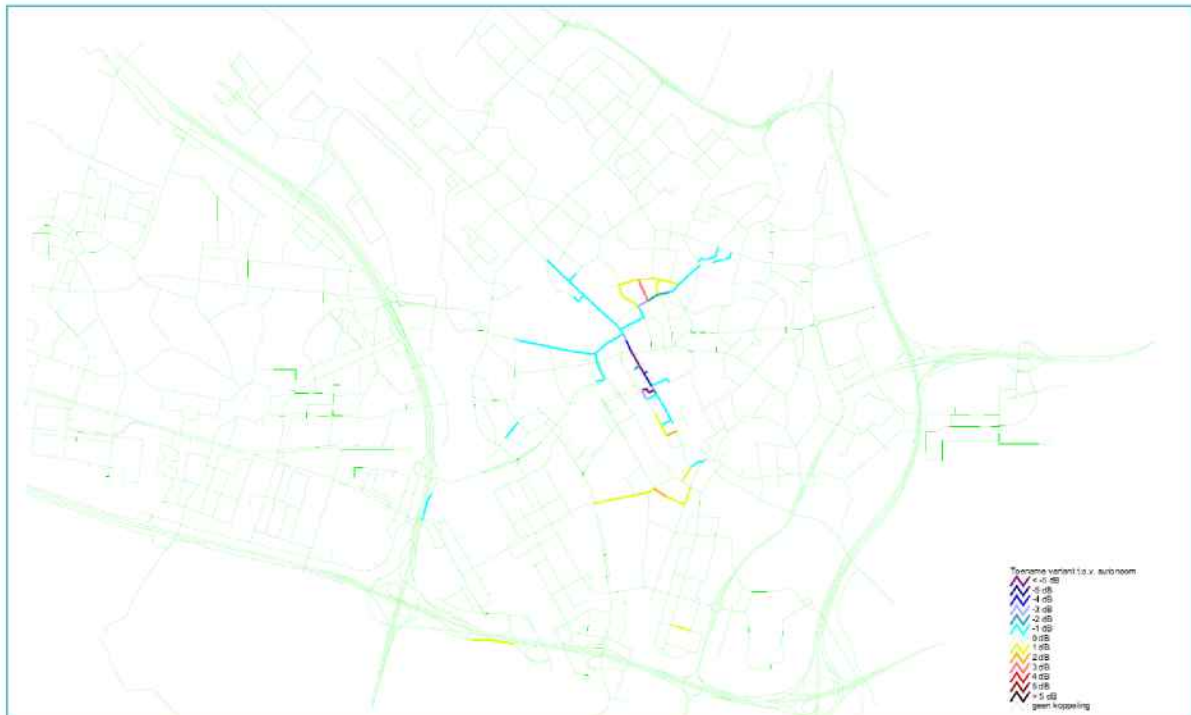 Toename variant t.o.v. autonoom
< -5 dB
-5 dB
-4 dB
-3 dB
-2 dB
-1 dB
0 dB
1 dB
2 dB
3 dB
4 dB
5 dB
> 5 dB
geen koppeling